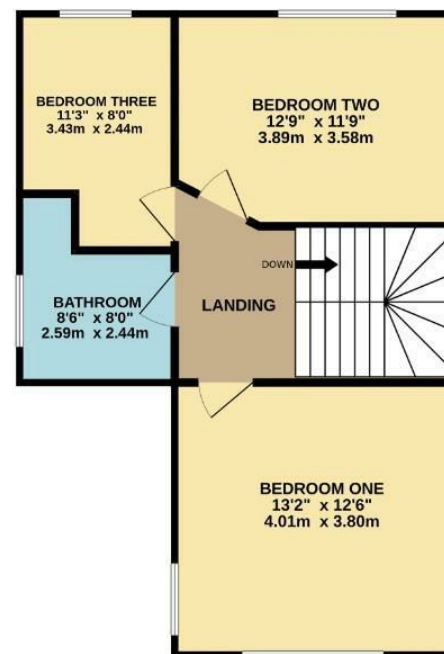 BEDROOM THREE
11'3" x 8'0"
3.43m x 2.44m
BEDROOM TWO
12'9" x 11'9"
3.89m x 3.58m
DOWN
BATHROOM
8'6" x 8'0"
2.59m x 2.44m
LANDING
BEDROOM ONE
13'2" x 12'6"
4.01m x 3.80m